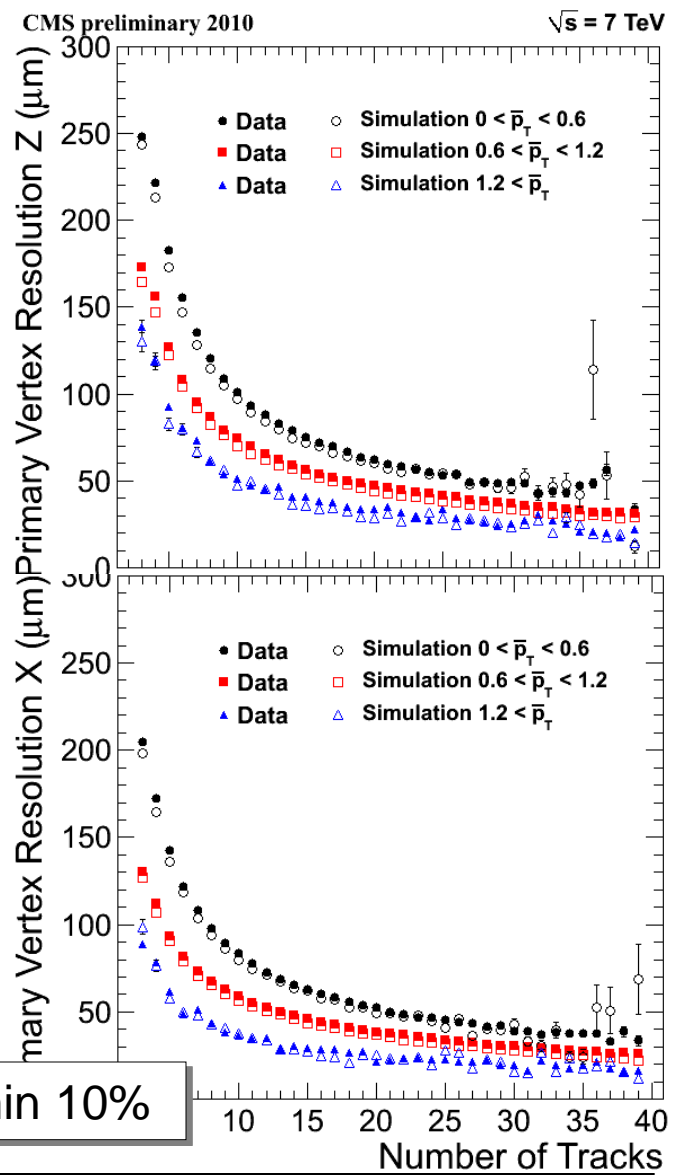 CMS preliminary 2010 √s = 7 TeV
Primary Vertex Resolution Z (μm)
300
250
200
150
100
50
0
Data Simulation 0 < p̅T < 0.6
Data Simulation 0.6 < p̅T < 1.2
Data Simulation 1.2 < p̅T
mary Vertex Resolution X (μm)
300
250
200
150
100
50
Data Simulation 0 < p̅T < 0.6
Data Simulation 0.6 < p̅T < 1.2
Data Simulation 1.2 < p̅T
in 10%
10 15 20 25 30 35 40
Number of Tracks